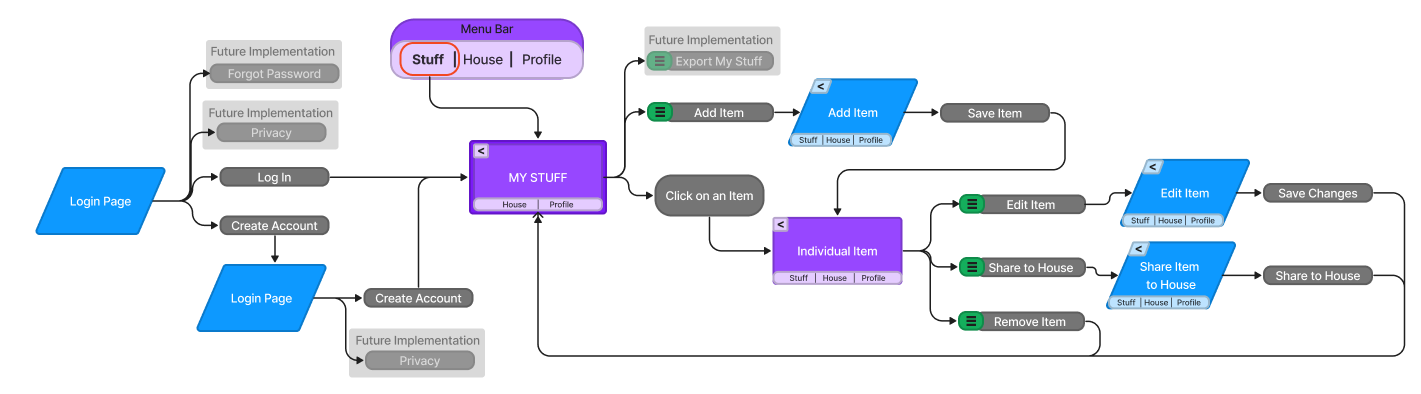 Menu Bar
Stuff | House | Profile
Future Implementation
Forgot Password
Future Implementation
Privacy
Login Page
Log In
Create Account
Login Page
Create Account
Future Implementation
Privacy
<
MY STUFF
House | Profile
Future Implementation
Export My Stuff
Add Item
<
Add Item
Stuff | House | Profile
Save Item
Click on an Item
<
Individual Item
Stuff | House | Profile
Edit Item
<
Edit Item
Stuff | House | Profile
Save Changes
Share to House
<
Share Item
to House
Stuff | House | Profile
Share to House
Remove Item